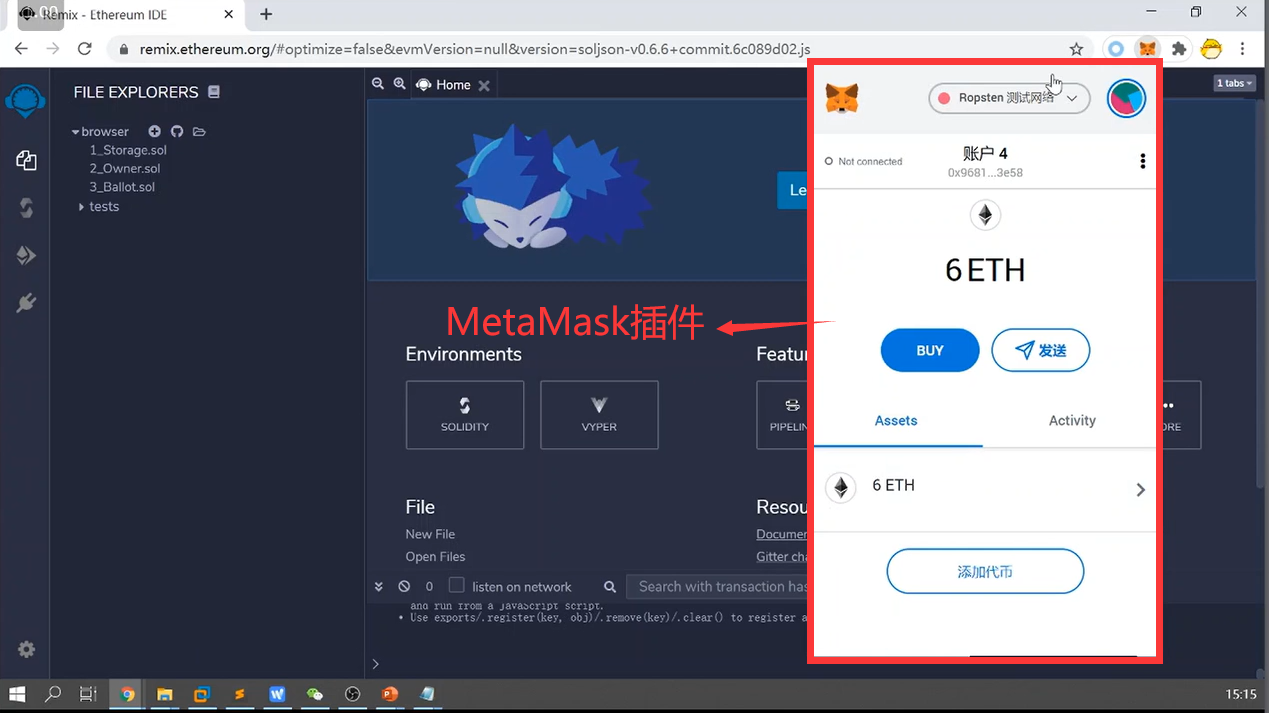 Remix - Ethereum IDE
remix.ethereum.org/#optimize=false&evmVersion=null&version=soljson-v0.6.6+commit.6c089d02.js
FILE EXPLORERS
browser
1_Storage.sol
2_Owner.sol
3_Ballot.sol
tests
Home
1 tabs
Le
MetaMask插件
Environments
SOLIDITY
VYPER
Featu
PIPELIN
ORE
File
New File
Open Files
Resou
Documen
Gitter cha
0
listen on network
Search with transaction has
and run from a JavaScript script.
• Use exports/.register(key, obj)/.remove(key)/.clear() to register a
>
Ropsten 测试网络
Not connected
账户 4
0x9681...3e58
6 ETH
BUY
发送
Assets
Activity
6 ETH
添加代币
15:15